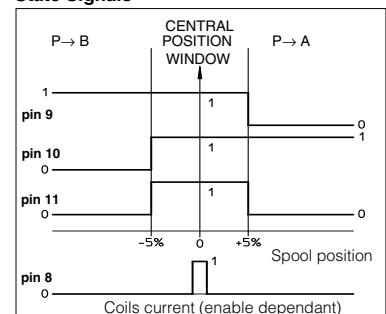 State Signals
CENTRAL
P→ B POSITION P→ A
WINDOW
1 1
pin 9
0
1
pin 10 1
0
pin 11 1
0 0
-5% 0 +5%
Spool position
1
pin 8
0
Coils current (enable dependant)